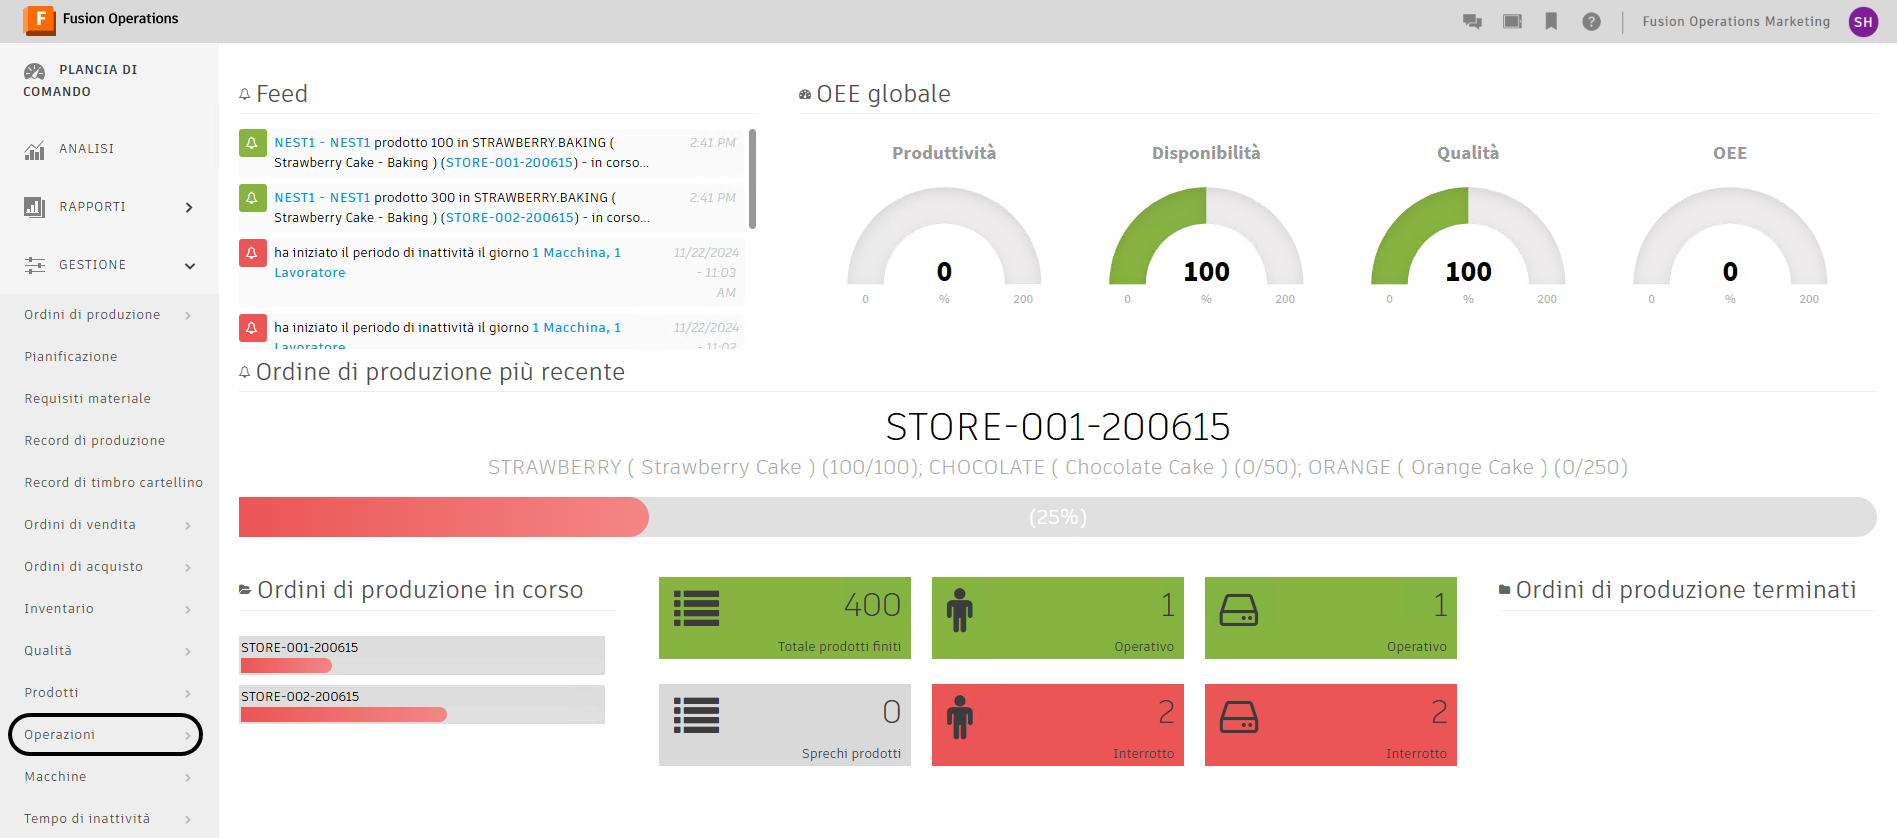 F Fusion Operations
Fusion Operations Marketing SH
PLANCIA DI
COMANDO
ANALISI
RAPPORTI
GESTIONE
Ordini di produzione
Pianificazione
Requisiti materiale
Record di produzione
Record di timbro cartellino
Ordini di vendita
Ordini di acquisto
Inventario
Qualità
Prodotti
Operazioni
Macchine
Tempo di inattività
Feed
NEST1 - NEST1 prodotto 100 in STRAWBERRY.BAKING ( 2:41 PM
Strawberry Cake - Baking ) (STORE-001-200615) - in corso...
NEST1 - NEST1 prodotto 300 in STRAWBERRY.BAKING ( 2:41 PM
Strawberry Cake - Baking ) (STORE-002-200615) - in corso...
ha iniziato il periodo di inattività il giorno 1 Macchina, 1 11/22/2024
Lavoratore - 11:03
AM
ha iniziato il periodo di inattività il giorno 1 Macchina, 1 11/22/2024
Lavoratore - 11:02
OEE globale
Produttività Disponibilità Qualità OEE
0 100 100 0
0 % 200 0 % 200 0 % 200 0 % 200
Ordine di produzione più recente
STORE-001-200615
STRAWBERRY ( Strawberry Cake ) (100/100); CHOCOLATE ( Chocolate Cake ) (0/50); ORANGE ( Orange Cake ) (0/250)
(25%)
Ordini di produzione in corso
STORE-001-200615
STORE-002-200615
400
Totale prodotti finiti
1
Operativo
1
Operativo
0
Sprechi prodotti
2
Interrotto
2
Interrotto
Ordini di produzione terminati